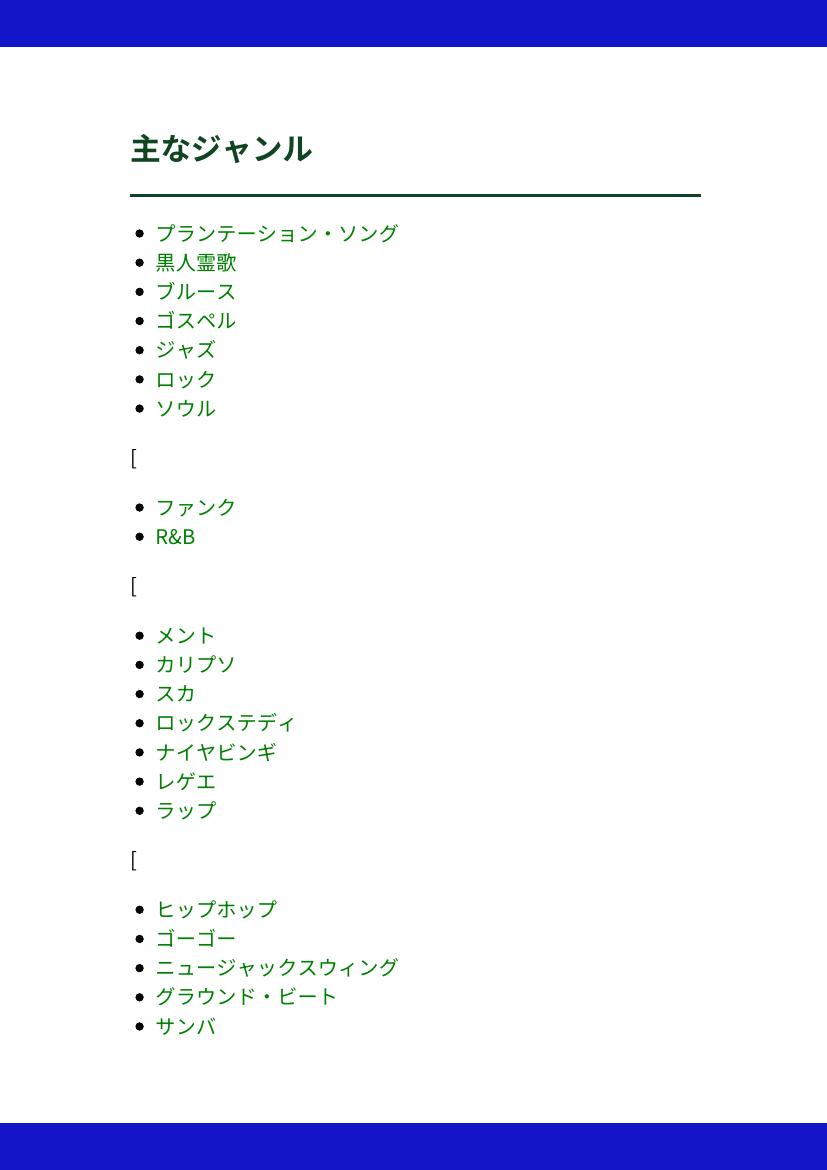 主なジャンル
プランテーション・ソング
黒人霊歌
ブルース
ゴスペル
ジャズ
ロック
ソウル
[
ファンク
R&B
[
メント
カリプソ
スカ
ロックステディ
ナイヤビンギ
レゲエ
ラップ
[
ヒップホップ
ゴーゴー
ニュージャックスウィング
グラウンド・ビート
サンバ